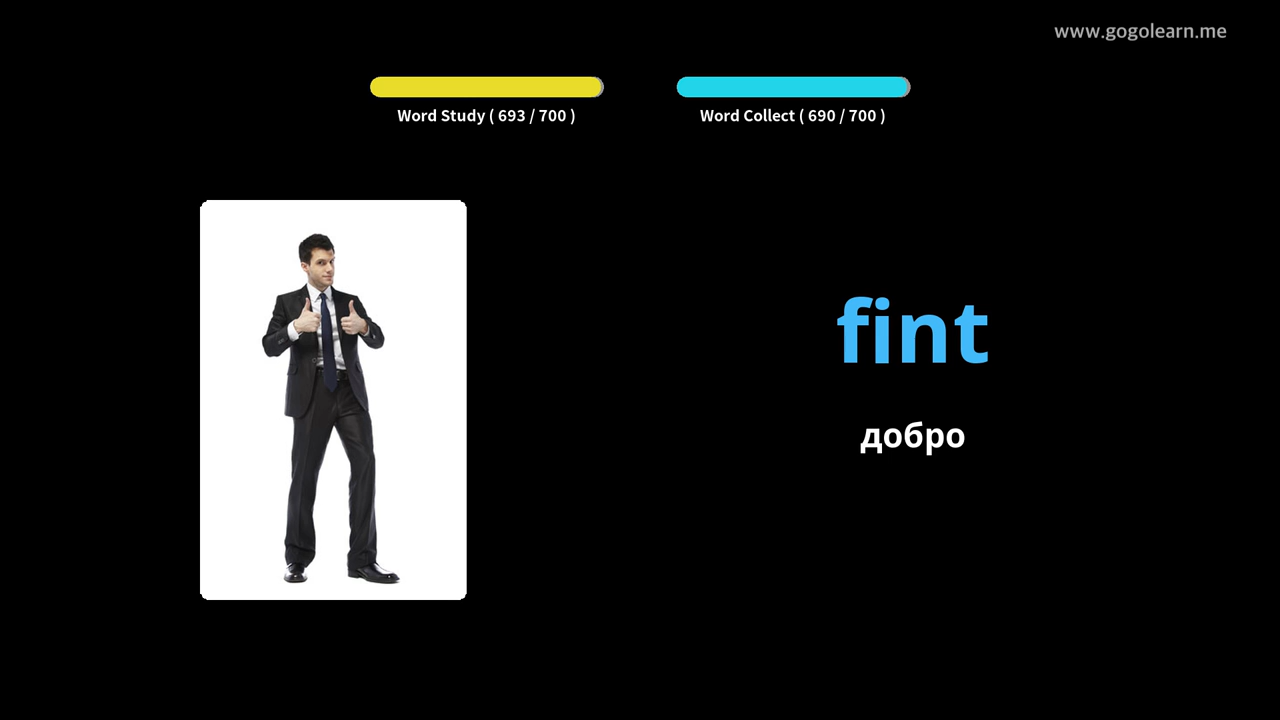 www.gogolearn.me
Word Study ( 693 / 700 )
Word Collect ( 690 / 700 )
fint
добро